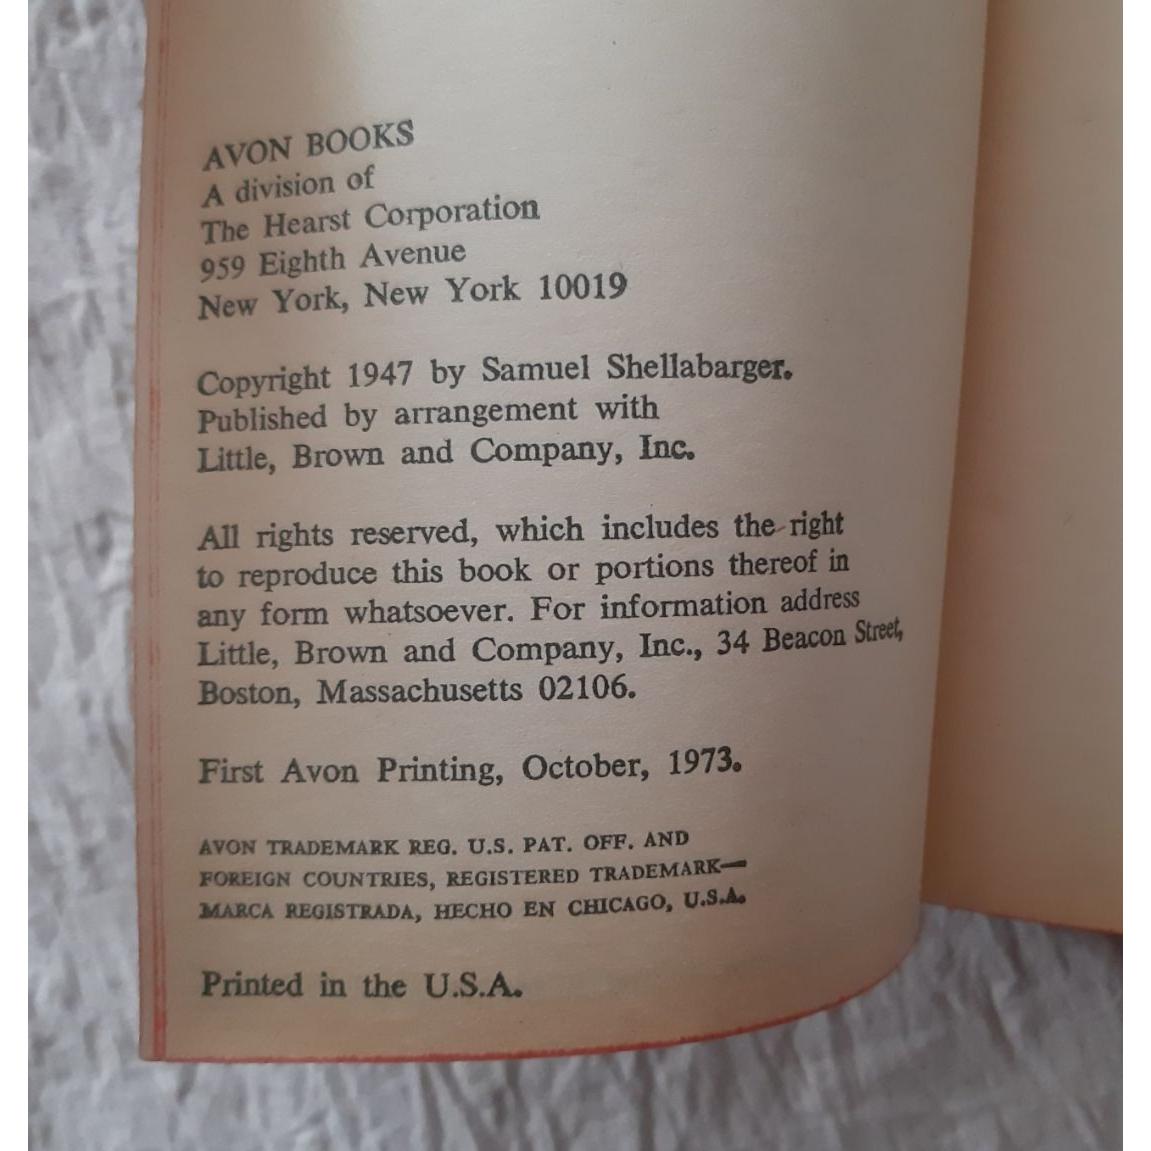 AVON BOOKS
A division of
The Hearst Corporation
959 Eighth Avenue
New York, New York 10019
Copyright 1947 by Samuel Shellabarger.
Published by arrangement with
Little, Brown and Company, Inc.
All rights reserved, which includes the right
to reproduce this book or portions thereof in
any form whatsoever. For information address
Little, Brown and Company, Inc., 34 Beacon Street,
Boston, Massachusetts 02106.
First Avon Printing, October, 1973.
AVON TRADEMARK REG. U.S. PAT. OFF. AND
FOREIGN COUNTRIES, REGISTERED TRADEMARK—
MARCA REGISTRADA, HECHO EN CHICAGO, U.S.A.
Printed in the U.S.A.